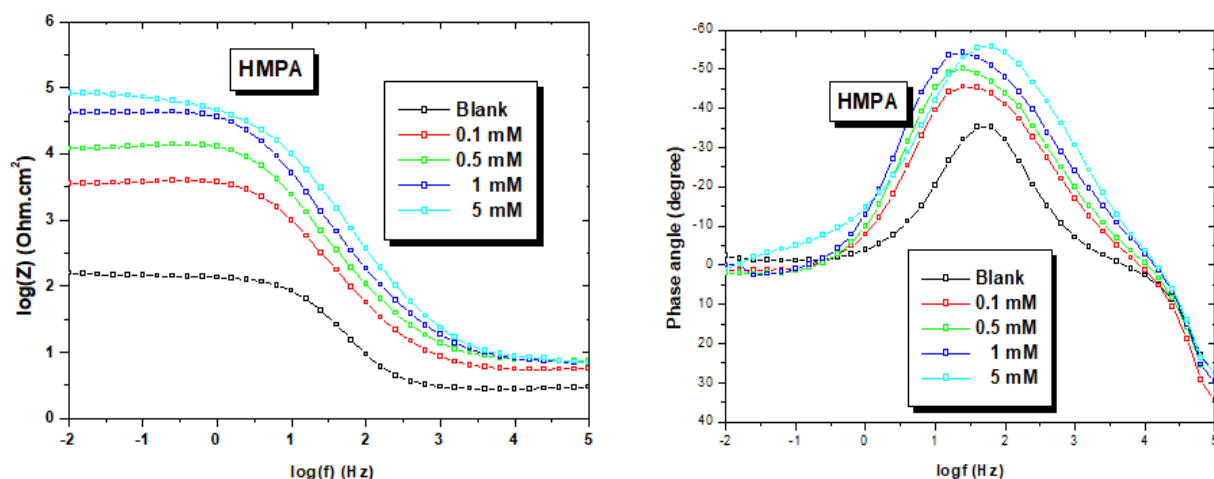 6
5
4
3
2
1
0
log(Z) (Ohm.cm²)
HMPA
Blank
0.1 mM
0.5 mM
1 mM
5 mM
-2 -1 0 1 2 3 4 5
log(f) (Hz)
-60
-50
-40
-30
-20
-10
0
10
20
30
40
Phase angle (degree)
HMPA
Blank
0.1 mM
0.5 mM
1 mM
5 mM
-2 -1 0 1 2 3 4 5
logf (Hz)